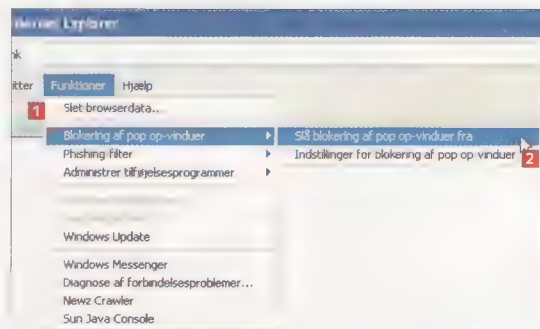 Internet Explorer
nk
itter Funktioner Hjælp
1
Slet browserdata...
Blokering af pop op-vinduer
Slå blokering af pop op-vinduer fra
Phishing-filter
Indstillinger for blokering af pop op-vinduer
2
Administrer tilføjelsesprogrammer
Windows Update
Windows Messenger
Diagnose af forbindelsesproblemer...
Newz Crawler
Sun Java Console